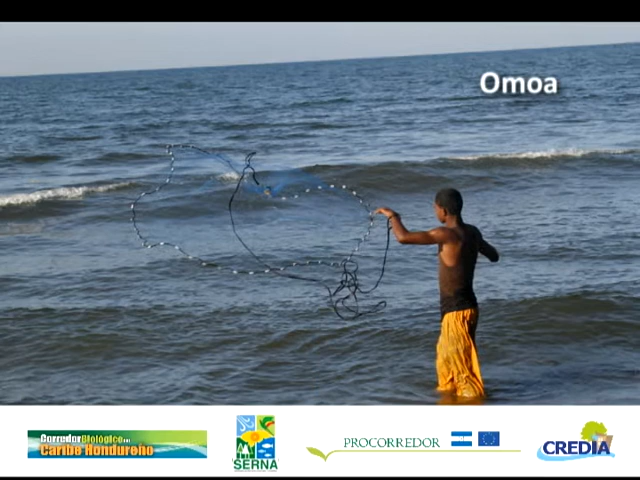 Omoa
Corredor Biológico del
Caribe Hondureño
SERNA
PROCORREDOR
CREDIA